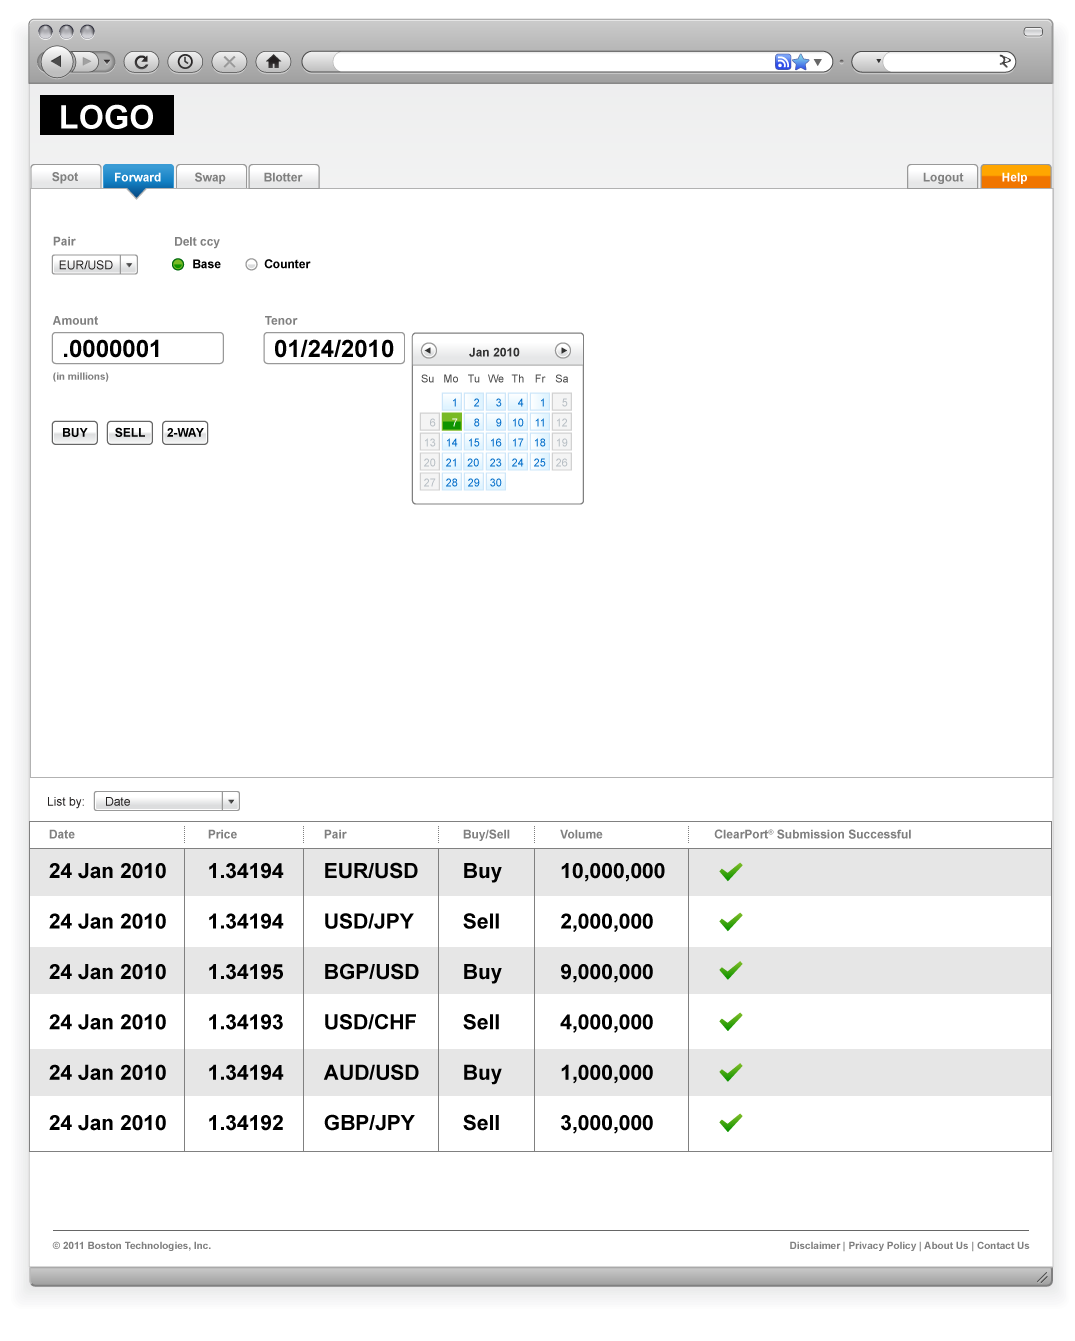 LOGO
Spot Forward Swap Blotter Logout Help
Pair Delt ccy
EUR/USD Base Counter
Amount Tenor
.0000001 01/24/2010
(in millions)
BUY SELL 2-WAY
Jan 2010
Su Mo Tu We Th Fr Sa
1 2 3 4 1 5
6 7 8 9 10 11 12
13 14 15 16 17 18 19
20 21 20 23 24 25 26
27 28 29 30
List by: Date
Date Price Pair Buy/Sell Volume ClearPort® Submission Successful
24 Jan 2010 1.34194 EUR/USD Buy 10,000,000
24 Jan 2010 1.34194 USD/JPY Sell 2,000,000
24 Jan 2010 1.34195 BGP/USD Buy 9,000,000
24 Jan 2010 1.34193 USD/CHF Sell 4,000,000
24 Jan 2010 1.34194 AUD/USD Buy 1,000,000
24 Jan 2010 1.34192 GBP/JPY Sell 3,000,000
© 2011 Boston Technologies, Inc. Disclaimer | Privacy Policy | About Us | Contact Us